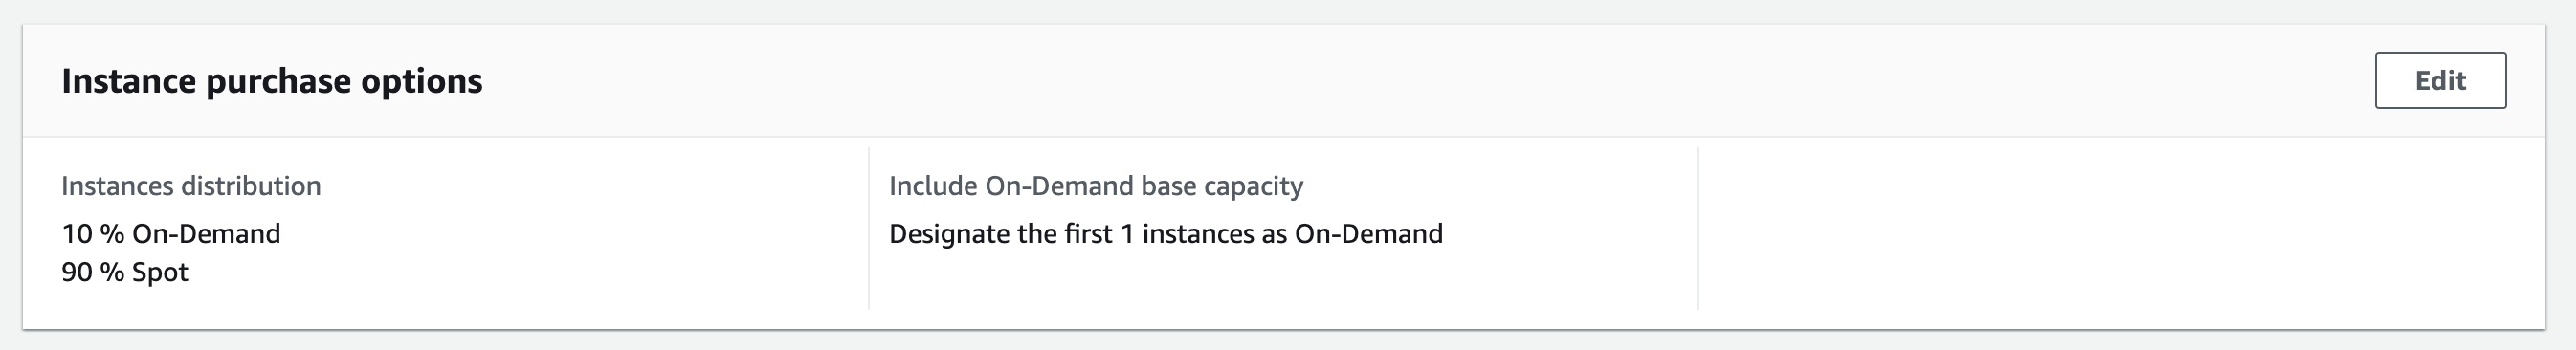 Instance purchase options
Edit
Instances distribution
10 % On-Demand
90 % Spot
Include On-Demand base capacity
Designate the first 1 instances as On-Demand